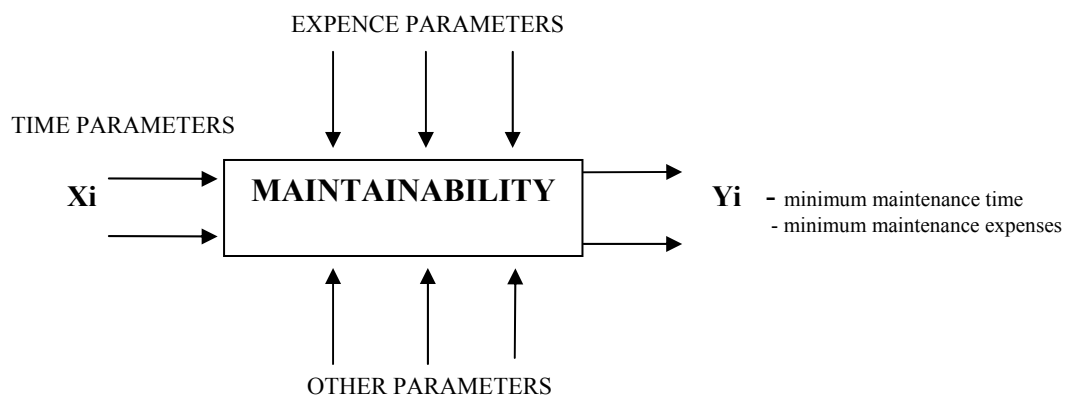 EXPENCE PARAMETERS
TIME PARAMETERS
Xi
MAINTAINABILITY
Yi - minimum maintenance time
- minimum maintenance expenses
OTHER PARAMETERS